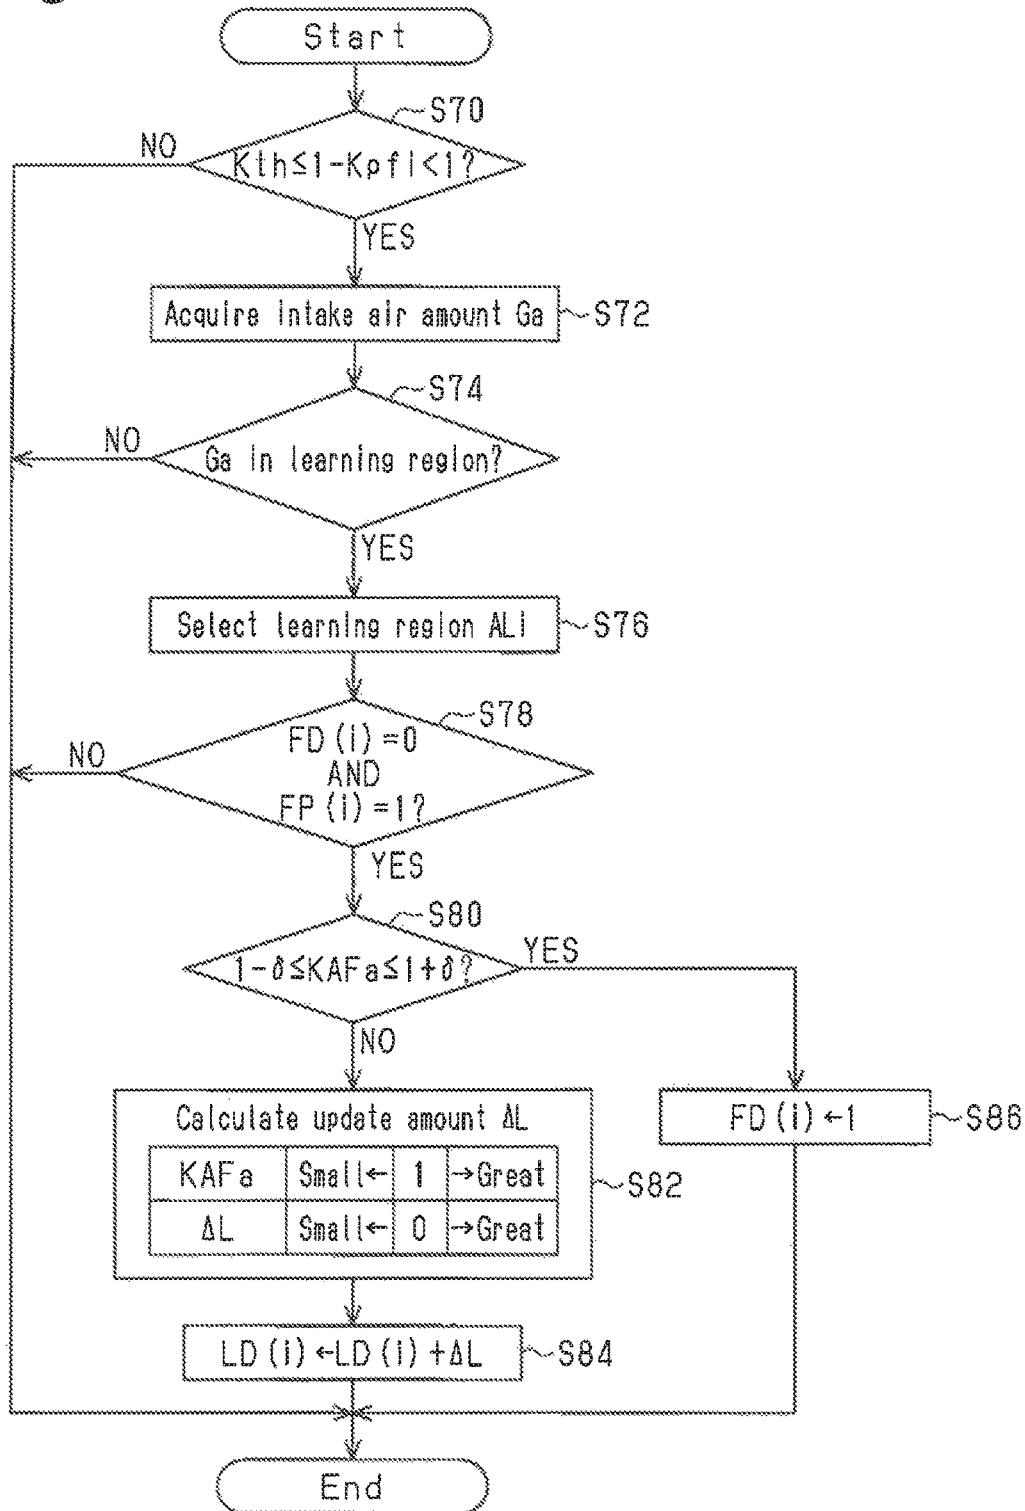 Start
S70
NO
Klh≤1-Kpfi<1?
YES
Acquire intake air amount Ga
S72
S74
NO
Ga in learning region?
YES
Select learning region ALi
S76
S78
NO
FD(i)=0
AND
FP(i)=1?
YES
S80
1-δ≤KAFa≤1+δ?
YES
NO
Calculate update amount ΔL
KAFa Small← 1 →Great
ΔL Small← 0 →Great
S82
FD(i)←1
S86
LD(i)←LD(i)+ΔL
S84
End